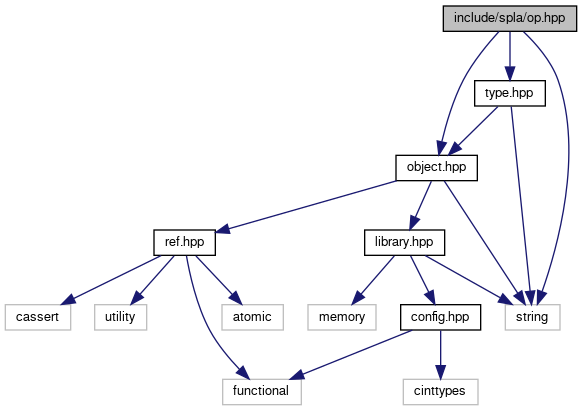 include/spla/op.hpp
type.hpp
object.hpp
ref.hpp
library.hpp
cassert
utility
atomic
memory
config.hpp
string
functional
cinttypes